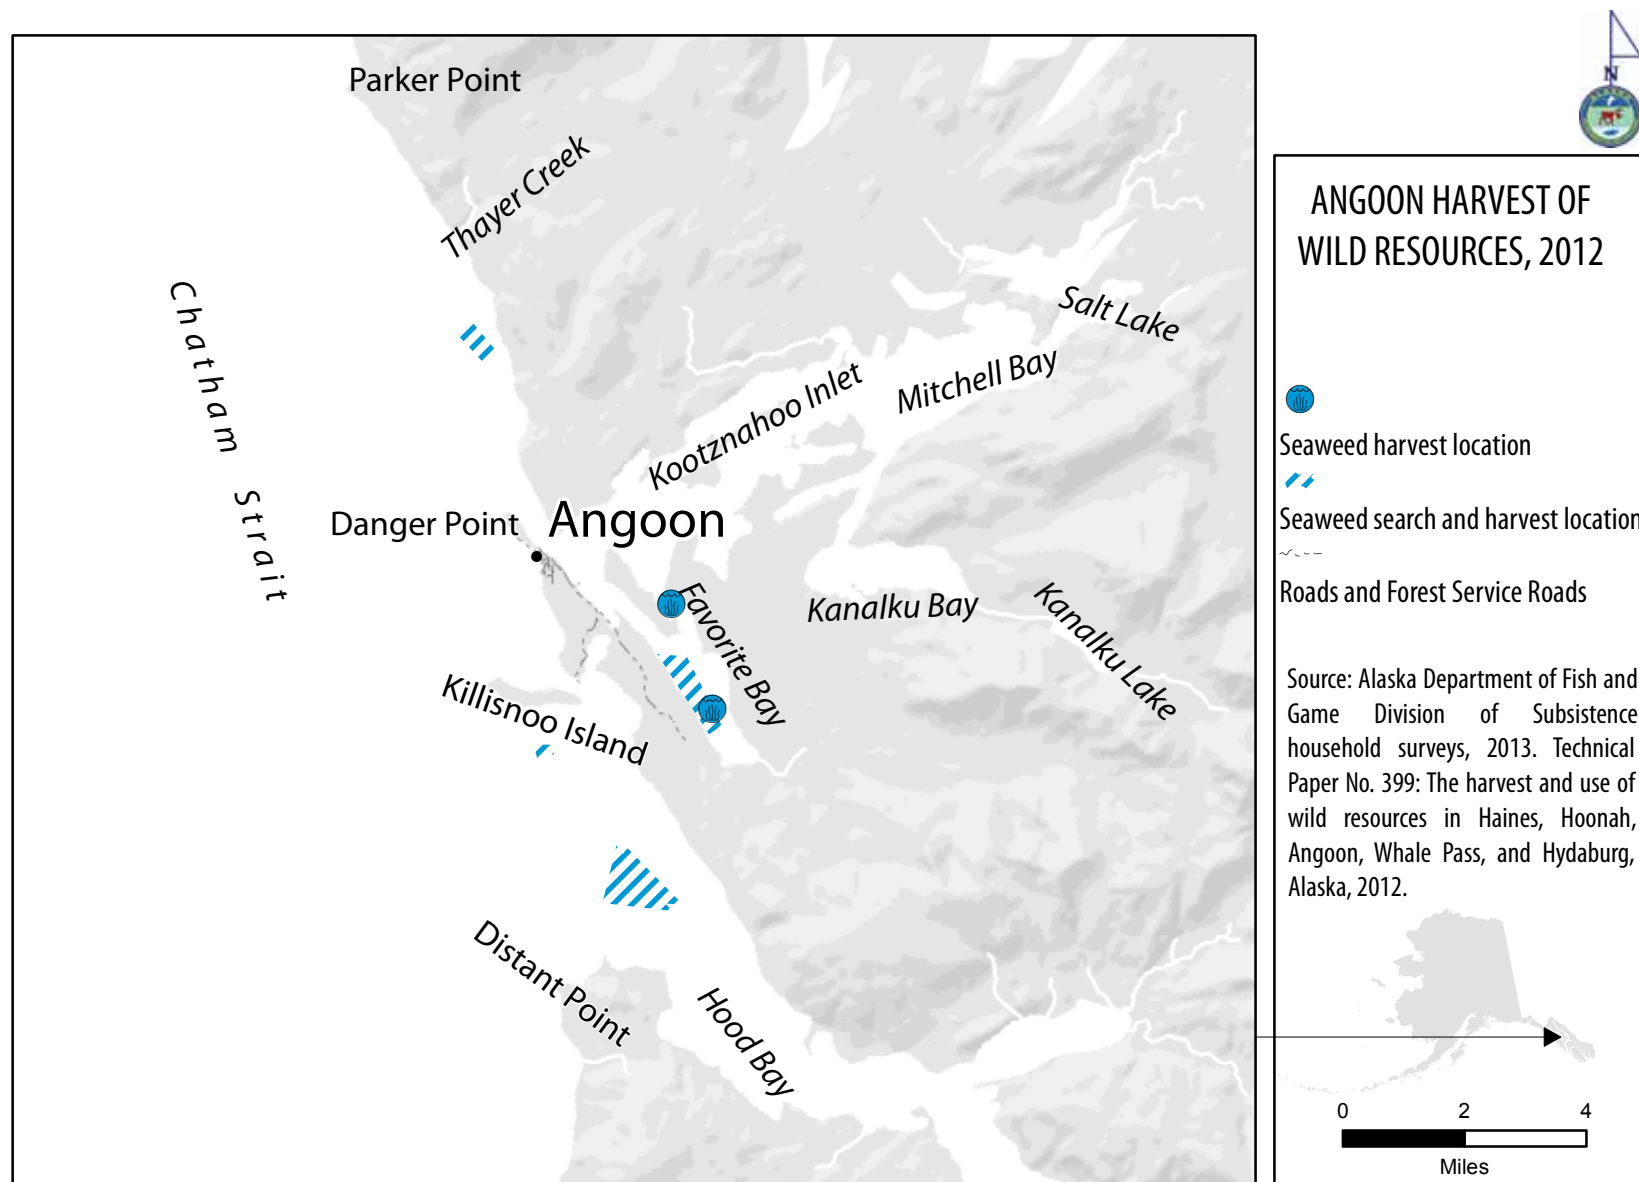 Parker Point
Thayer Creek
Chatham Strait
Salt Lake
Mitchell Bay
Kootznahoo Inlet
Danger Point
Angoon
Favorite Bay
Kanalku Bay
Kanalku Lake
Killisnoo Island
Distant Point
Hood Bay
N
ANGOON HARVEST OF
WILD RESOURCES, 2012
Seaweed harvest location
Seaweed search and harvest location
Roads and Forest Service Roads
Source: Alaska Department of Fish and
Game Division of Subsistence
household surveys, 2013. Technical
Paper No. 399: The harvest and use of
wild resources in Haines, Hoonah,
Angoon, Whale Pass, and Hydaburg,
Alaska, 2012.
0 2 4
Miles